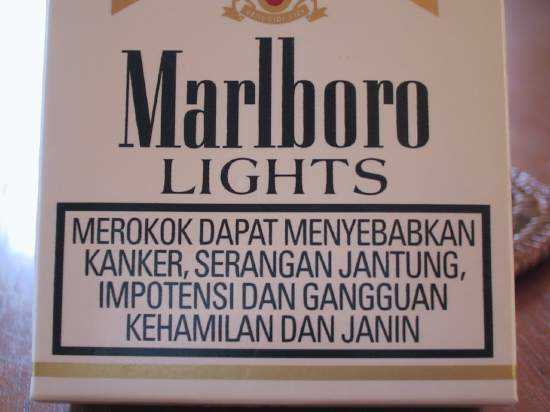 Marlboro
LIGHTS
MEROKOK DAPAT MENYEBABKAN
KANKER, SERANGAN JANTUNG,
IMPOTENSI DAN GANGGUAN
KEHAMILAN DAN JANIN